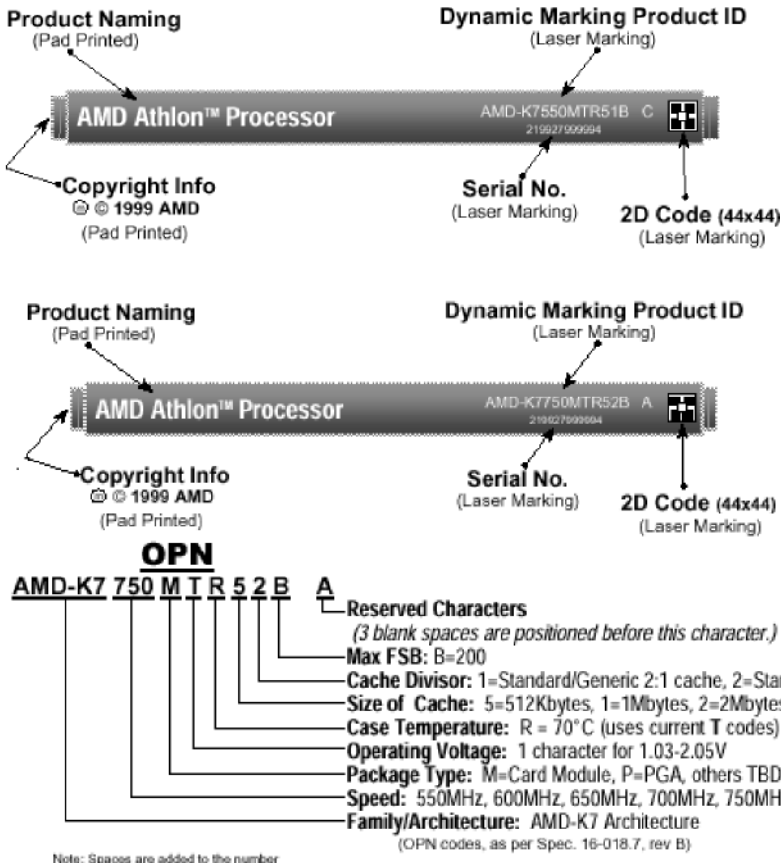 Product Naming
(Pad Printed)
Dynamic Marking Product ID
(Laser Marking)
AMD Athlon™ Processor
AMD-K7550MTR51B C
219927999994
Copyright Info
ⓜ © 1999 AMD
(Pad Printed)
Serial No.
(Laser Marking)
2D Code (44x44)
(Laser Marking)
Product Naming
(Pad Printed)
Dynamic Marking Product ID
(Laser Marking)
AMD Athlon™ Processor
AMD-K7750MTR52B A
219927999994
Copyright Info
ⓜ © 1999 AMD
(Pad Printed)
Serial No.
(Laser Marking)
2D Code (44x44)
(Laser Marking)
OPN
AMD-K7 750 M T R 5 2 B A
Reserved Characters
(3 blank spaces are positioned before this character.)
Max FSB: B=200
Cache Divisor: 1=Standard/Generic 2:1 cache, 2=Sta
Size of Cache: 5=512Kbytes, 1=1Mbytes, 2=2Mbytes
Case Temperature: R = 70°C (uses current T codes)
Operating Voltage: 1 character for 1.03-2.05V
Package Type: M=Card Module, P=PGA, others TBD
Speed: 550MHz, 600MHz, 650MHz, 700MHz, 750MH
Family/Architecture: AMD-K7 Architecture
(OPN codes, as per Spec. 16-018.7, rev B)
Note: Spaces are added to the number